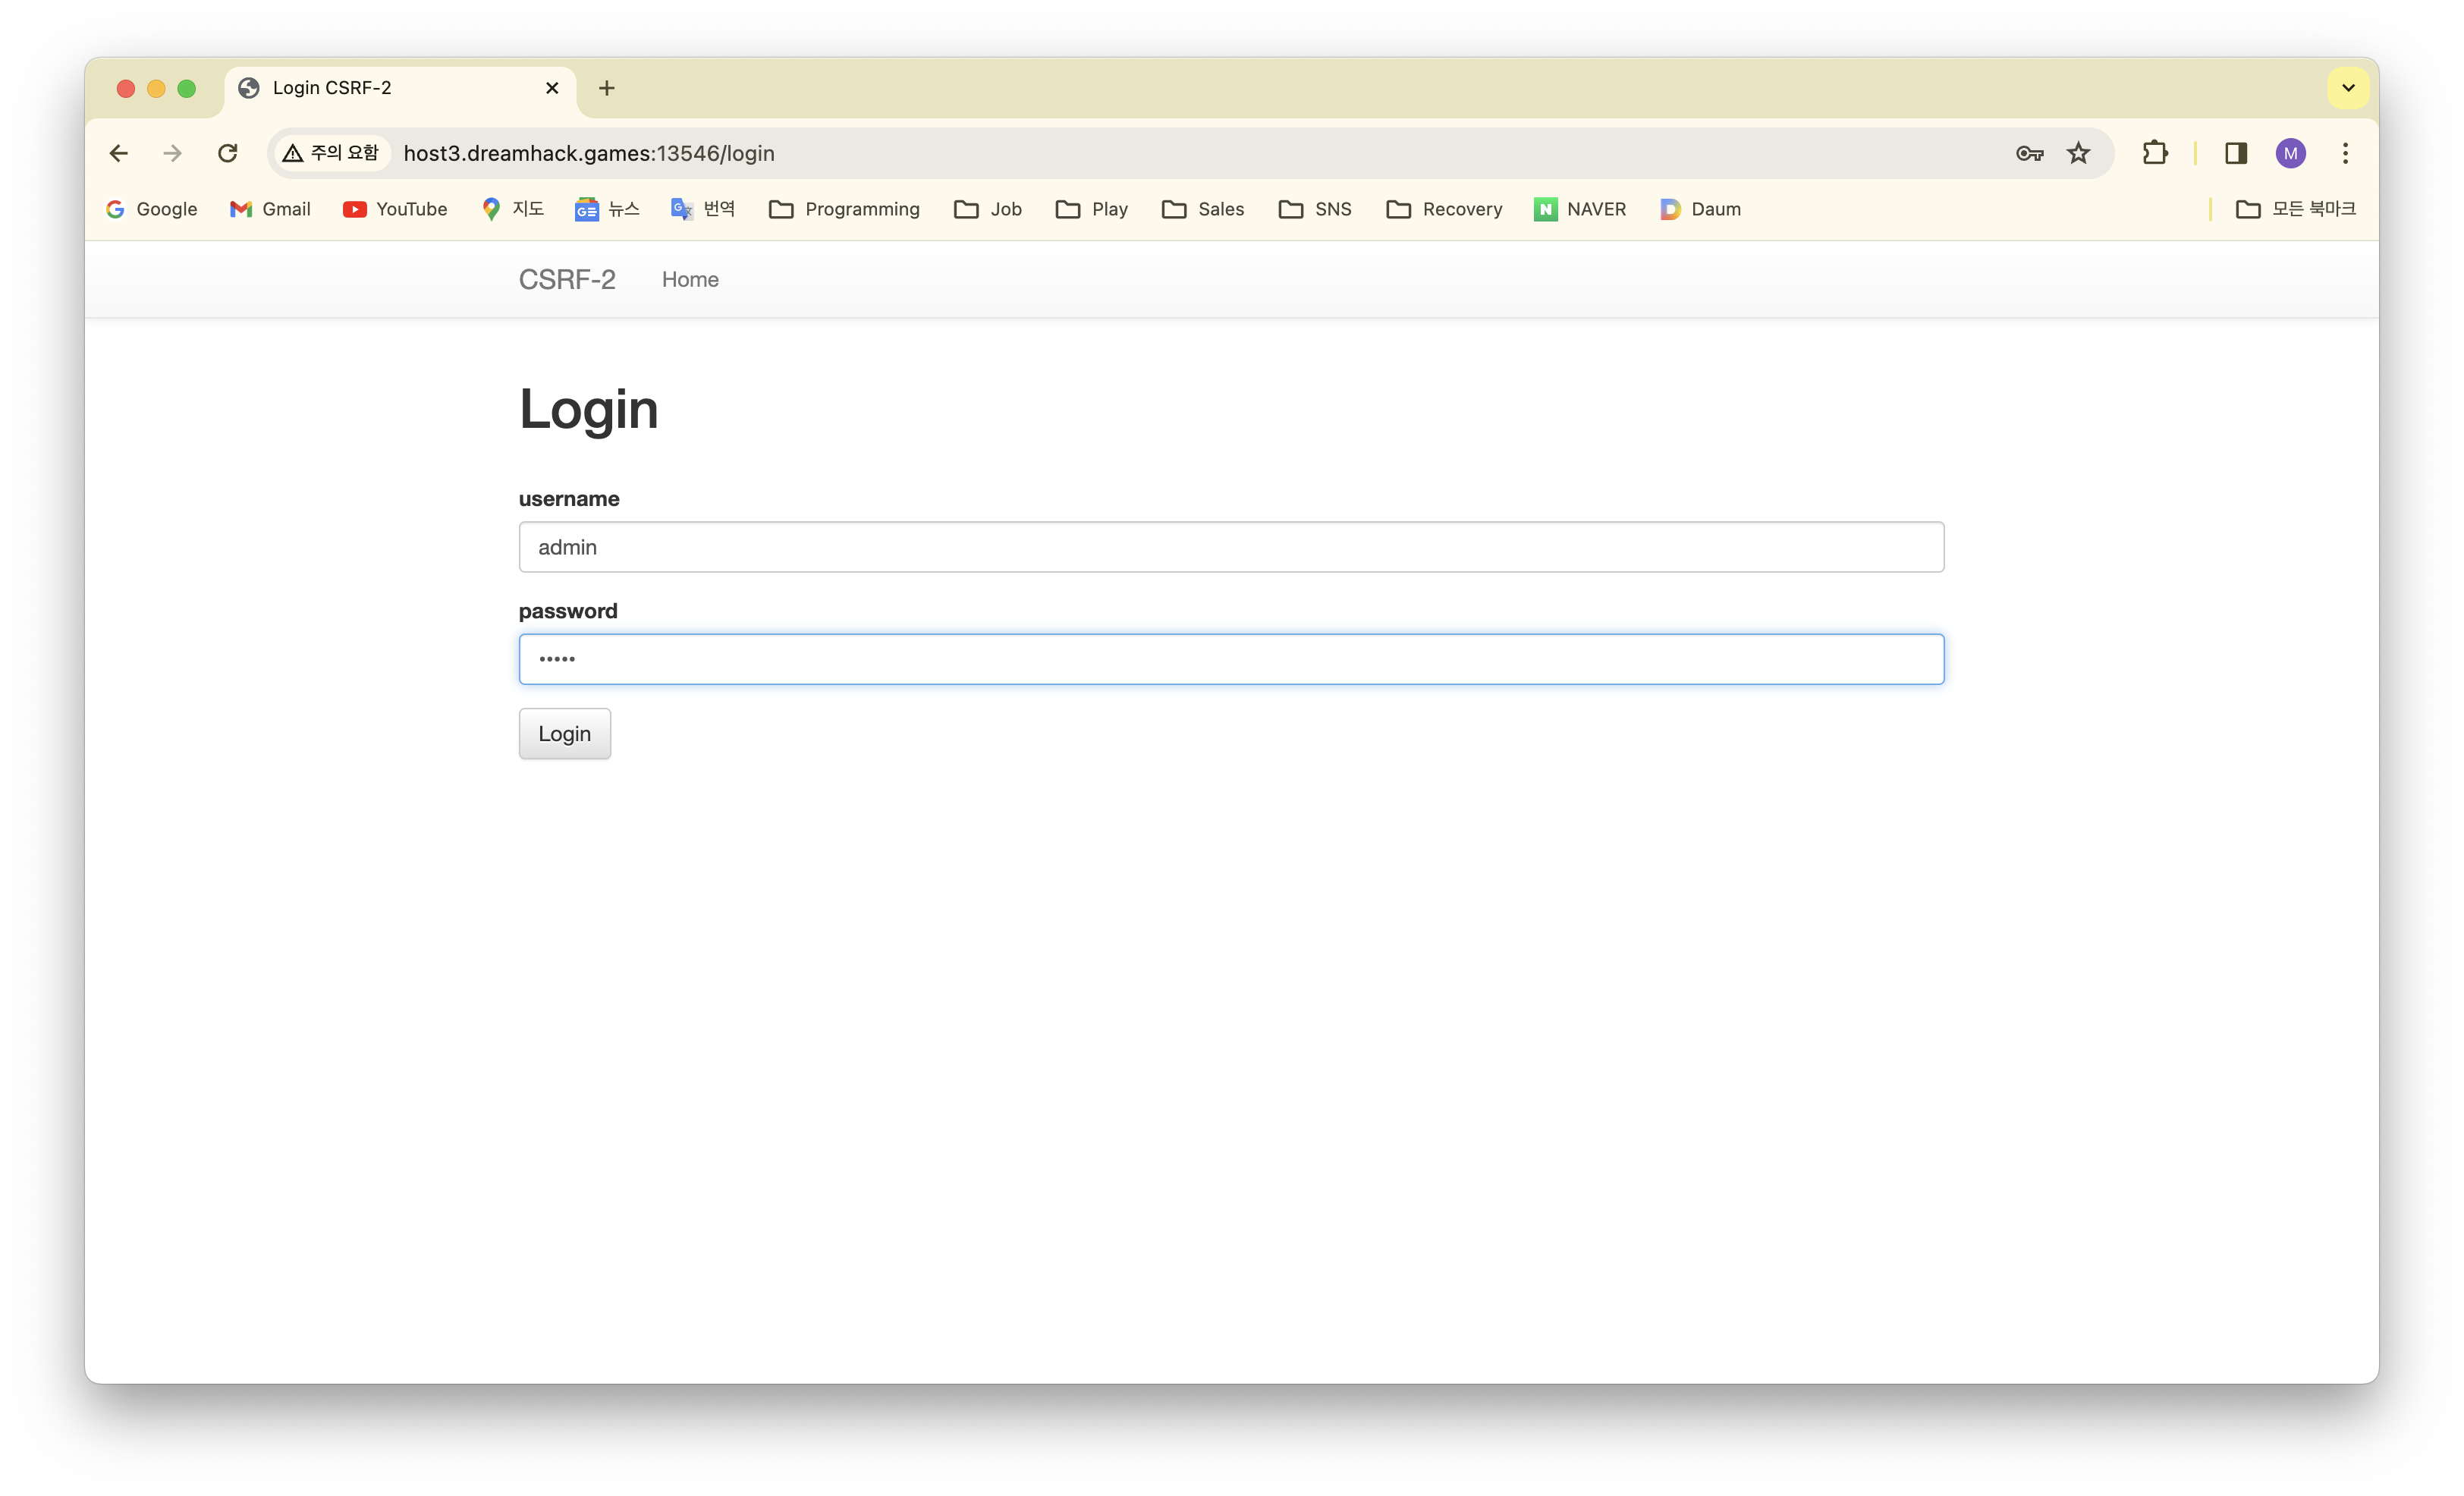 Login CSRF-2
주의 요함 host3.dreamhack.games:13546/login M
Google Gmail YouTube 지도 뉴스 번역 Programming Job Play Sales SNS Recovery NAVER Daum 모든 북마크
CSRF-2 Home
Login
username
admin
password
•••••
Login